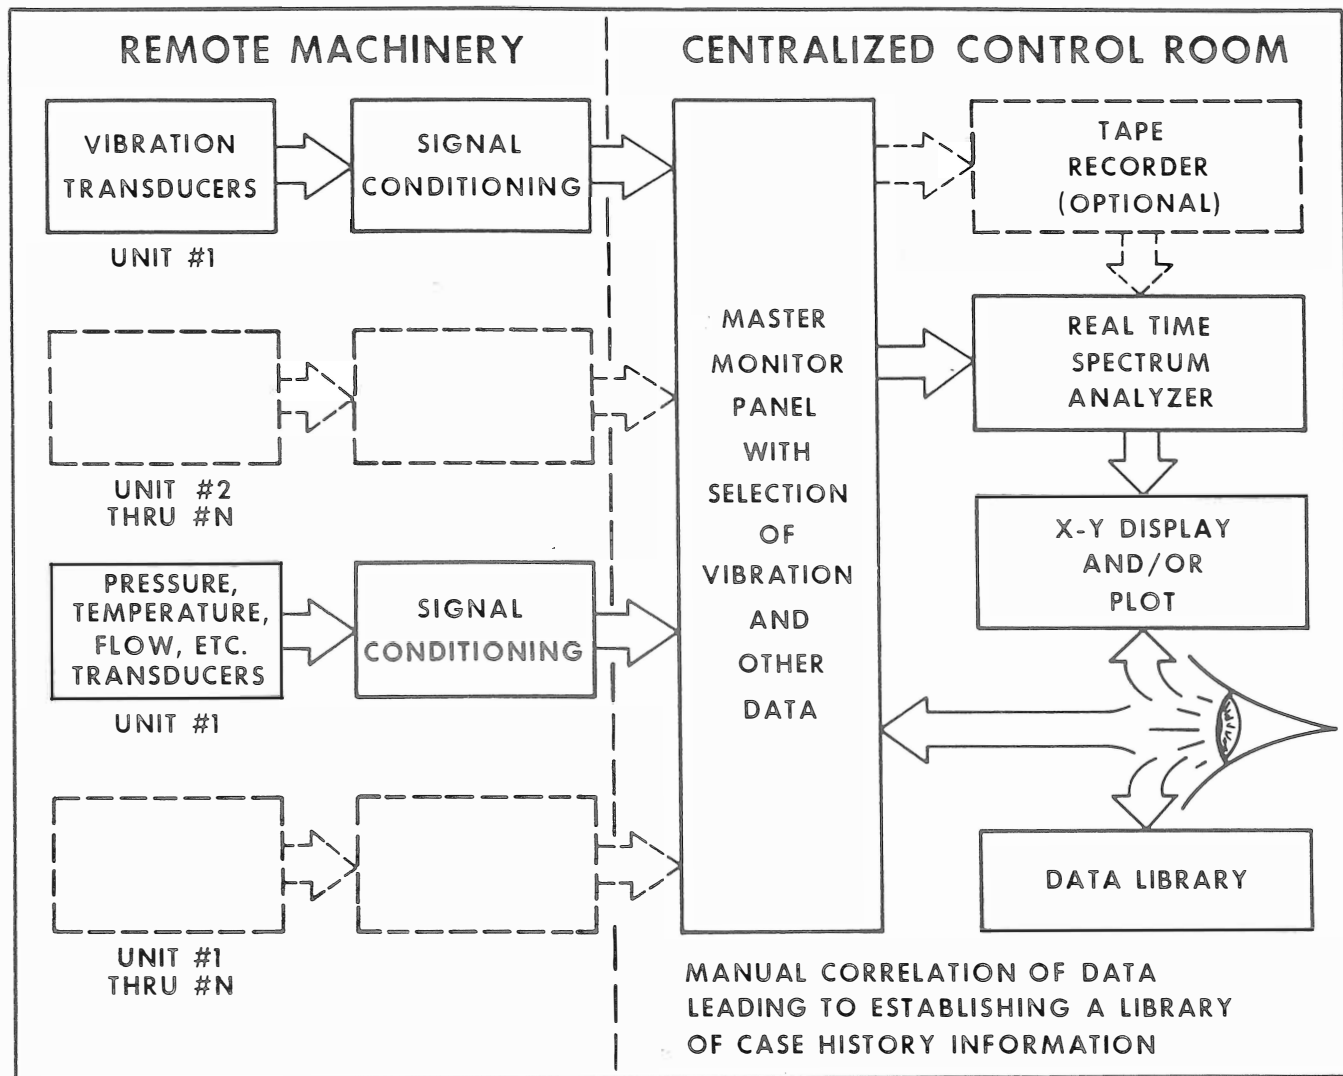 REMOTE MACHINERY
CENTRALIZED CONTROL ROOM
VIBRATION
TRANSDUCERS
UNIT #1
SIGNAL
CONDITIONING
UNIT #2
THRU #N
PRESSURE,
TEMPERATURE,
FLOW, ETC.
TRANSDUCERS
UNIT #1
SIGNAL
CONDITIONING
UNIT #1
THRU #N
MASTER
MONITOR
PANEL
WITH
SELECTION
OF
VIBRATION
AND
OTHER
DATA
TAPE
RECORDER
(OPTIONAL)
REAL TIME
SPECTRUM
ANALYZER
X-Y DISPLAY
AND/OR
PLOT
DATA LIBRARY
MANUAL CORRELATION OF DATA
LEADING TO ESTABLISHING A LIBRARY
OF CASE HISTORY INFORMATION